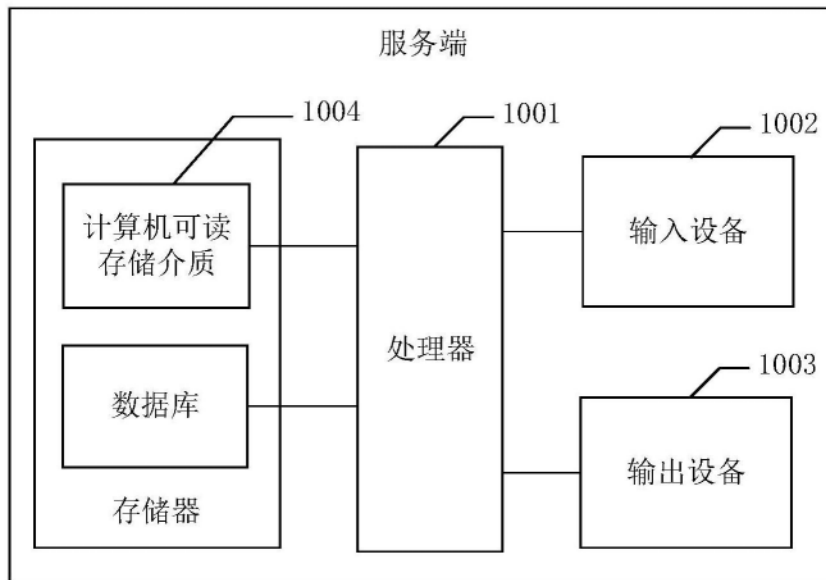 服务端
1004
1001
1002
计算机可读
存储介质
输入设备
处理器
1003
数据库
输出设备
存储器